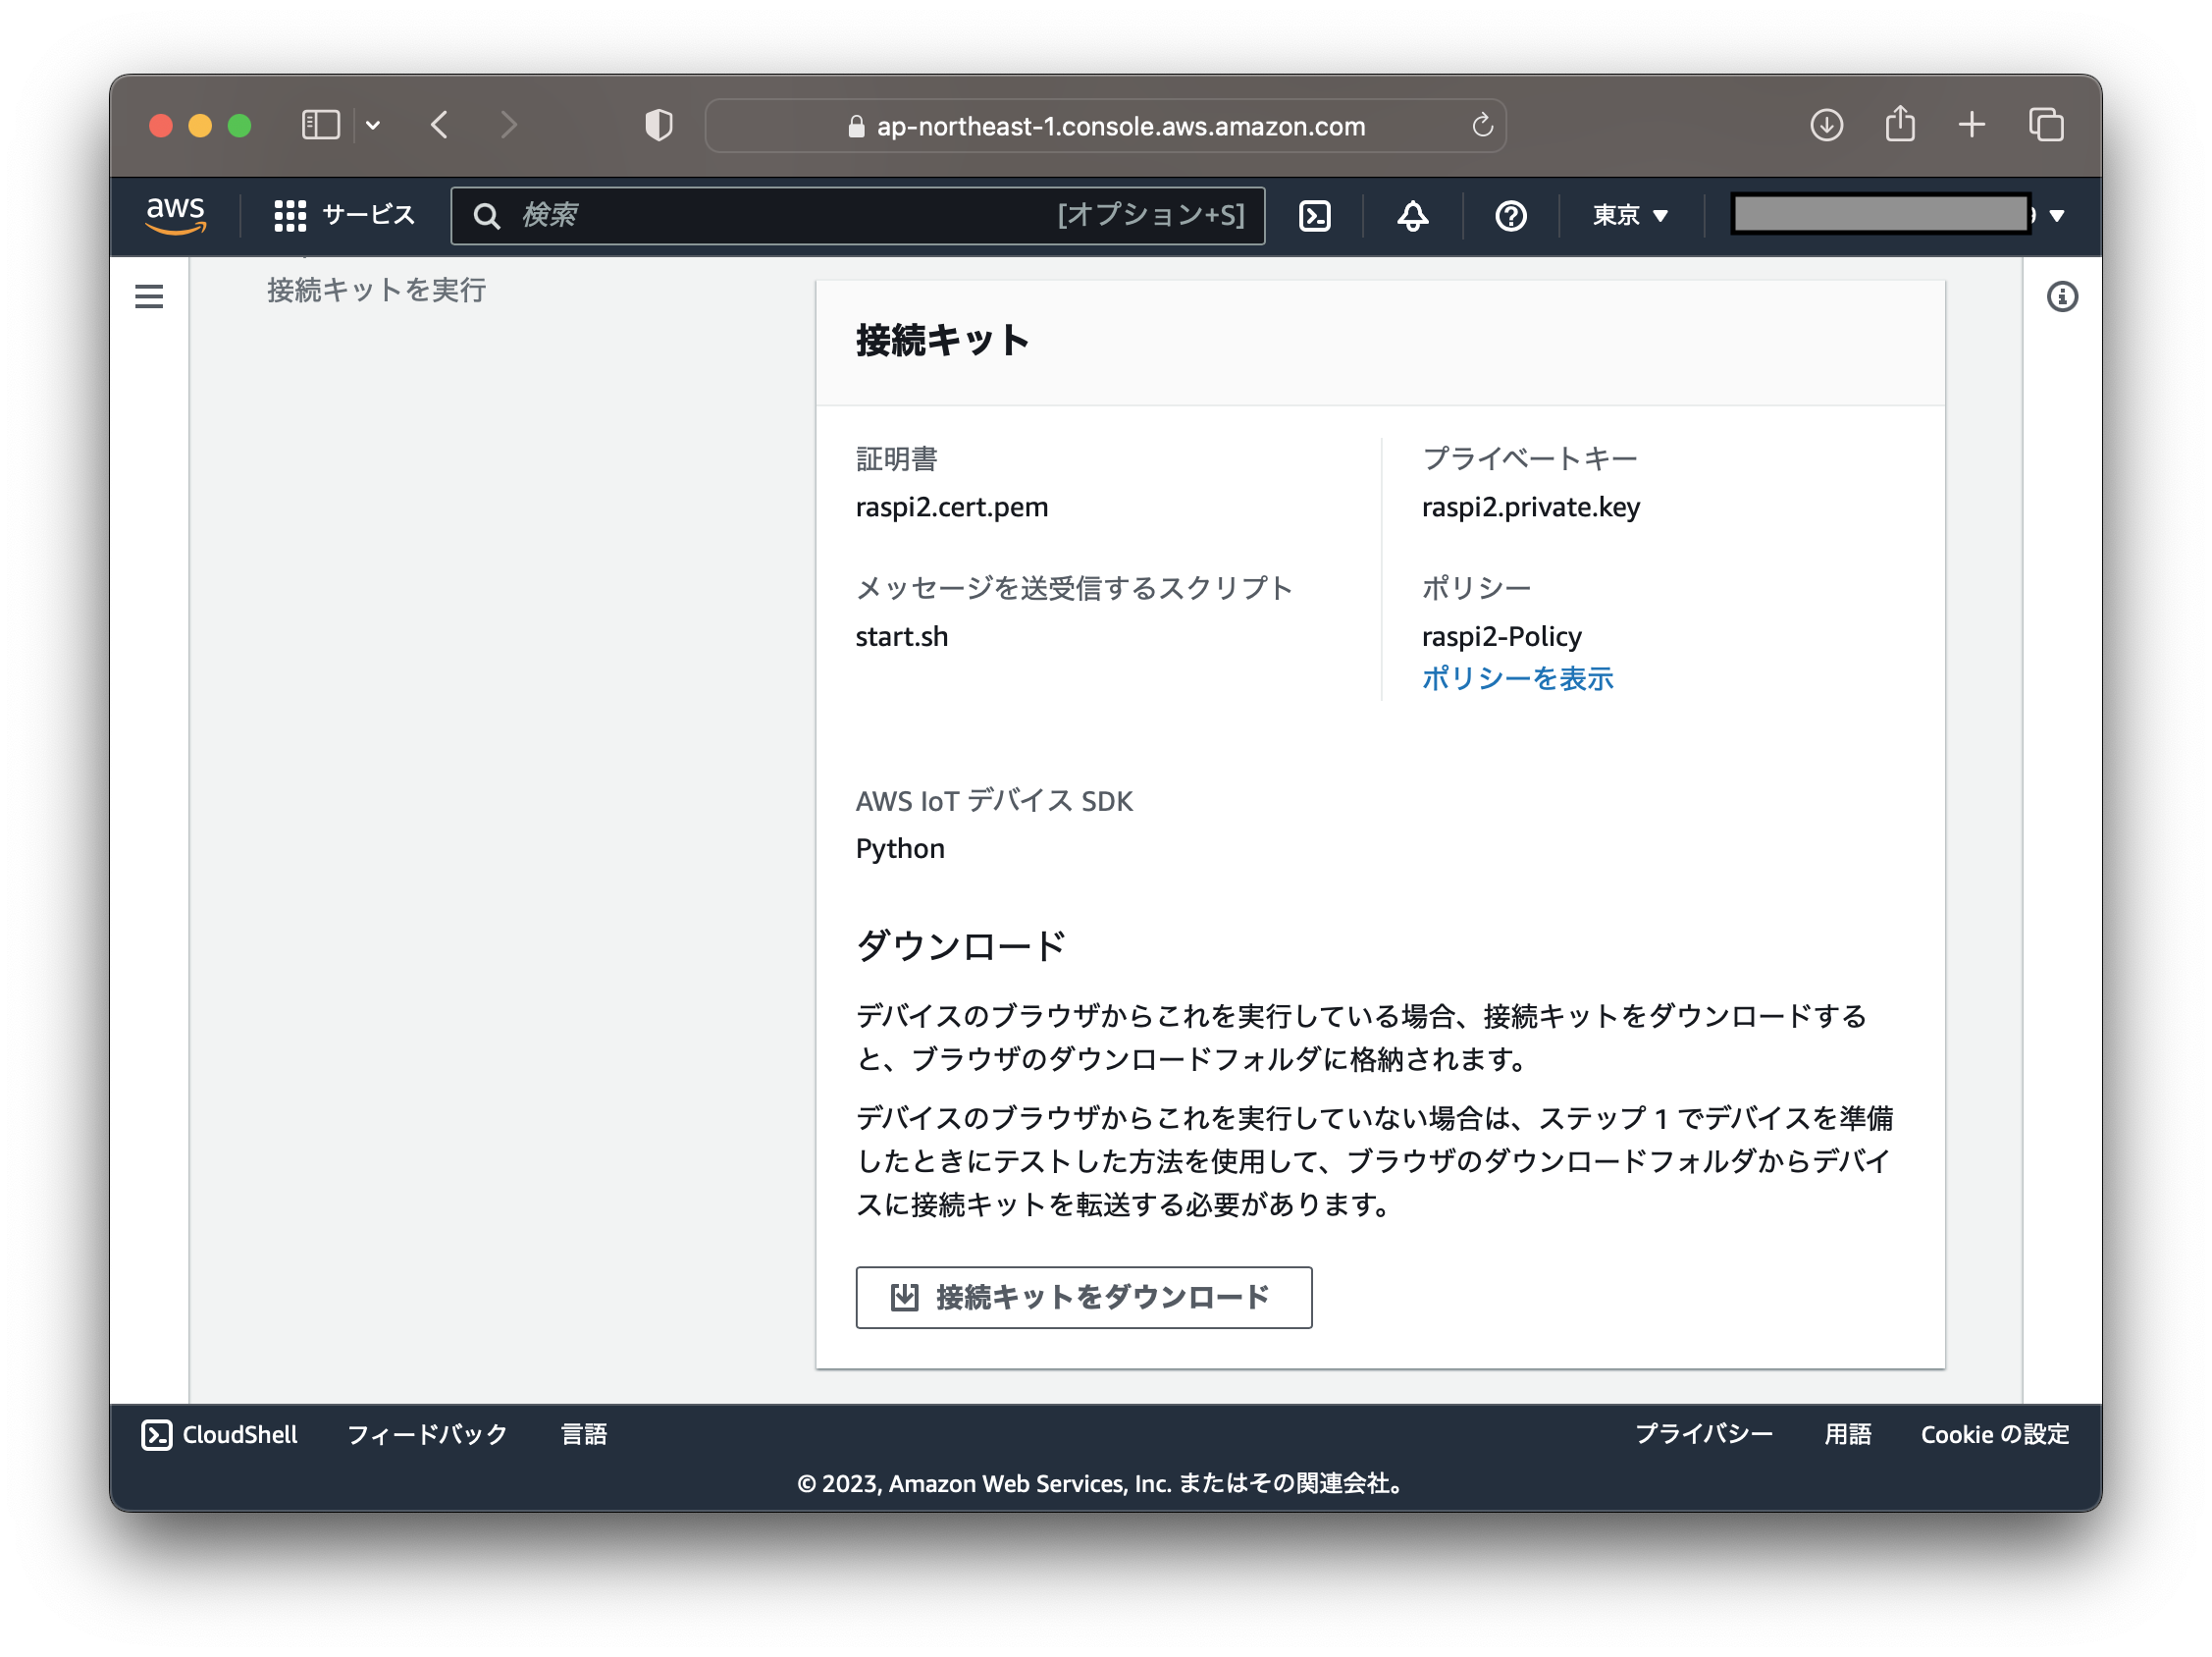 ap-northeast-1.console.aws.amazon.com
aws
サービス
検索
[オプション+S]
東京
接続キットを実行
接続キット
証明書
raspi2.cert.pem
プライベートキー
raspi2.private.key
メッセージを送受信するスクリプト
start.sh
ポリシー
raspi2-Policy
ポリシーを表示
AWS IoT デバイス SDK
Python
ダウンロード
デバイスのブラウザからこれを実行している場合、接続キットをダウンロードする
と、ブラウザのダウンロードフォルダに格納されます。
デバイスのブラウザからこれを実行していない場合は、ステップ 1 でデバイスを準備
したときにテストした方法を使用して、ブラウザのダウンロードフォルダからデバイ
スに接続キットを転送する必要があります。
接続キットをダウンロード
CloudShell
フィードバック
言語
プライバシー
用語
Cookie の設定
© 2023, Amazon Web Services, Inc. またはその関連会社。